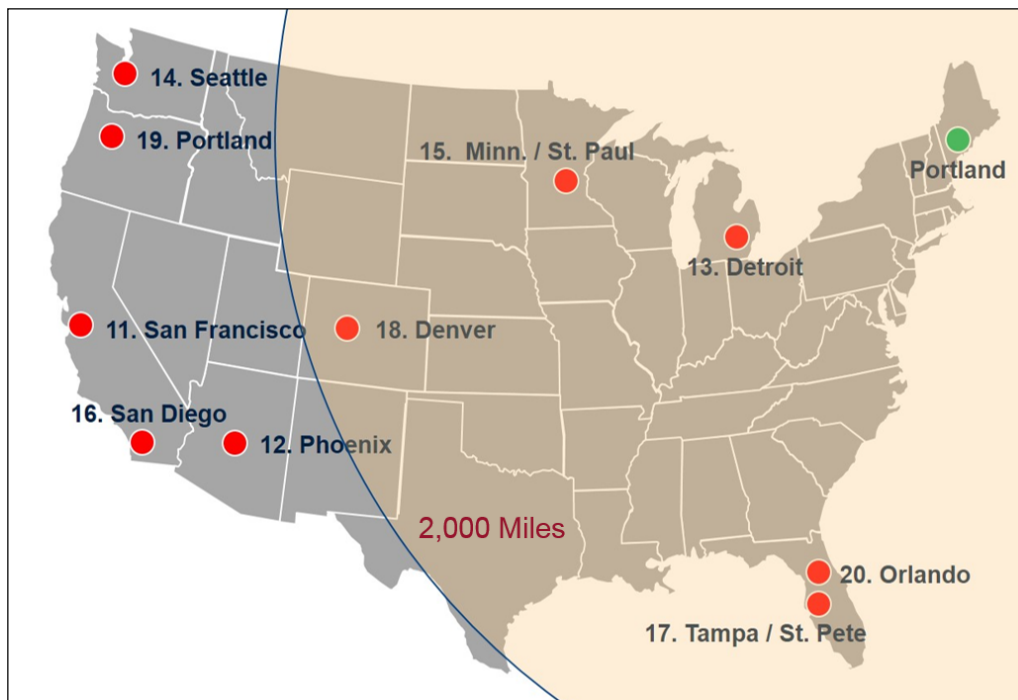 14. Seattle
19. Portland
15.  Minn. / St. Paul
Portland
13. Detroit
11. San Francisco
18. Denver
16. San Diego
12. Phoenix
2,000 Miles
20. Orlando
17. Tampa / St. Pete